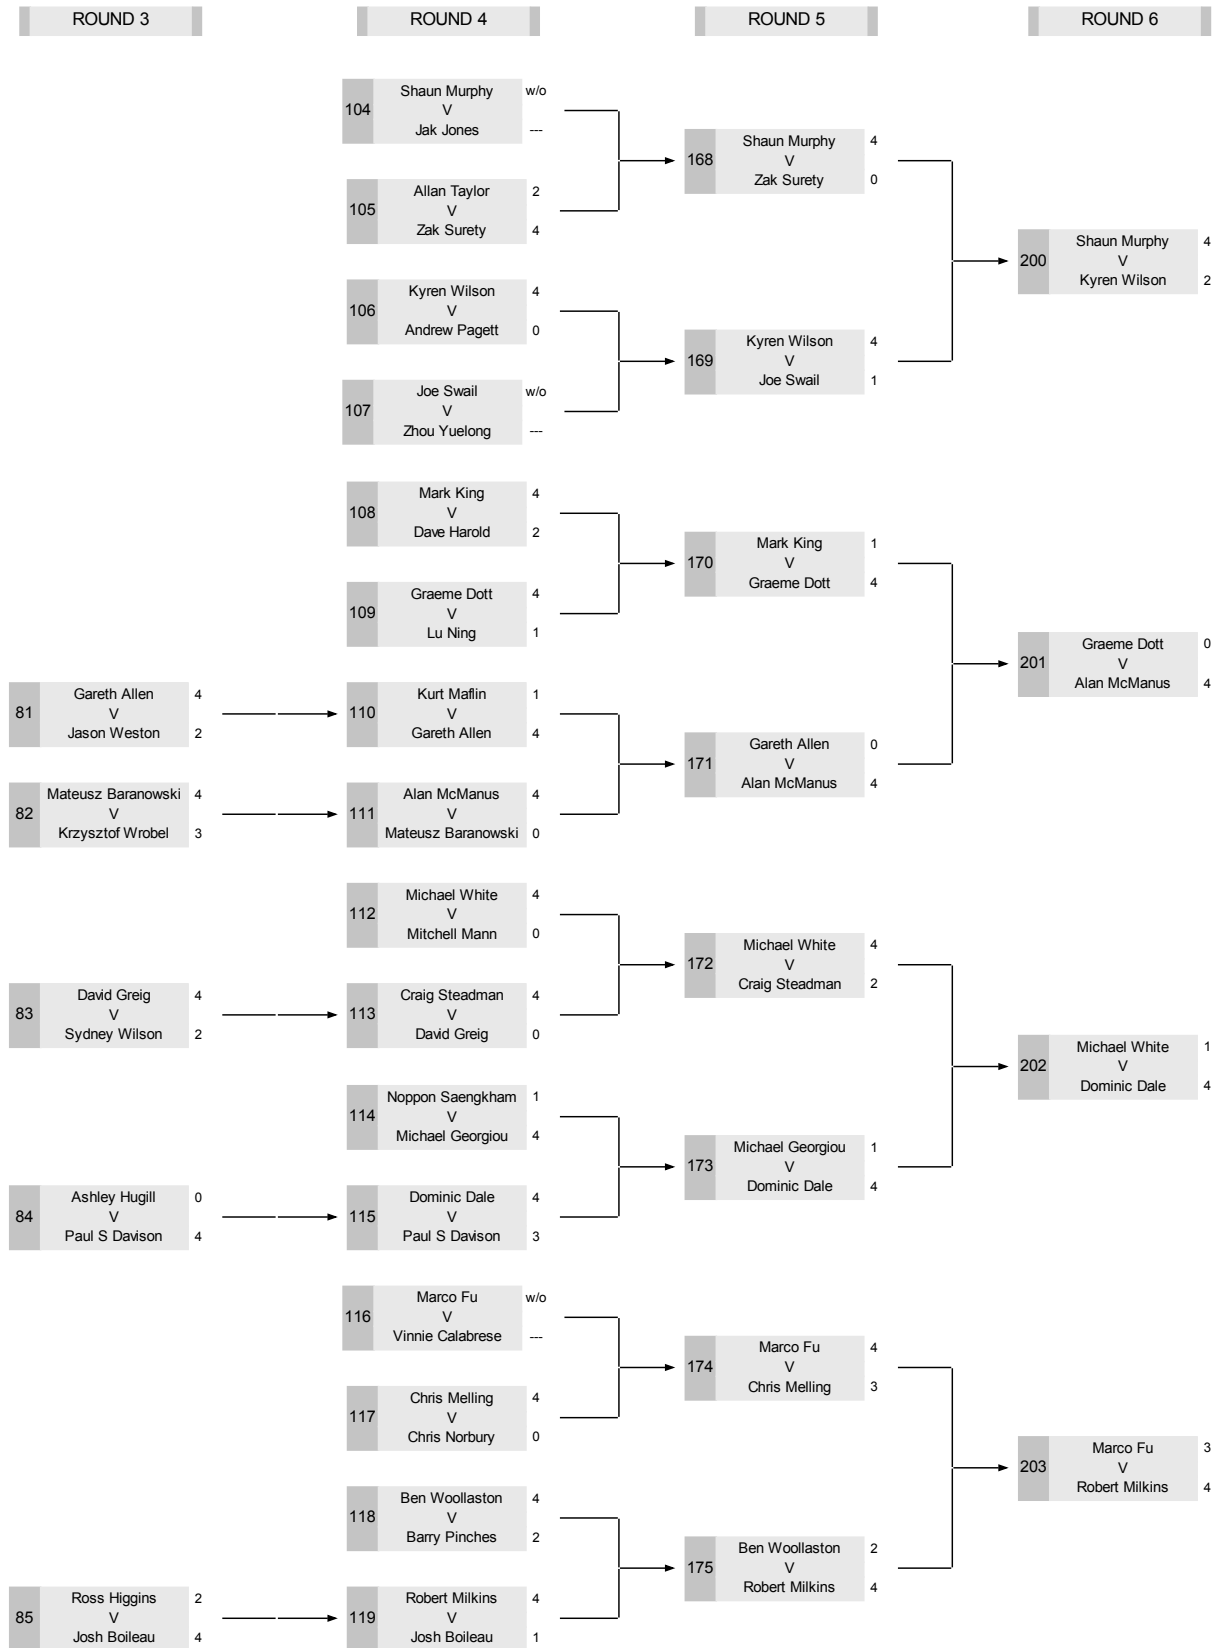 ROUND 3
ROUND 4
ROUND 5
ROUND 6
81
Gareth Allen 4
V
Jason Weston 2
82
Mateusz Baranowski 4
V
Krzysztof Wrobel 3
83
David Greig 4
V
Sydney Wilson 2
84
Ashley Hugill 0
V
Paul S Davison 4
85
Ross Higgins 2
V
Josh Boileau 4
104
Shaun Murphy w/o
V
Jak Jones ---
105
Allan Taylor 2
V
Zak Surety 4
106
Kyren Wilson 4
V
Andrew Pagett 0
107
Joe Swail w/o
V
Zhou Yuelong ---
108
Mark King 4
V
Dave Harold 2
109
Graeme Dott 4
V
Lu Ning 1
110
Kurt Maflin 1
V
Gareth Allen 4
111
Alan McManus 4
V
Mateusz Baranowski 0
112
Michael White 4
V
Mitchell Mann 0
113
Craig Steadman 4
V
David Greig 0
114
Noppon Saengkham 1
V
Michael Georgiou 4
115
Dominic Dale 4
V
Paul S Davison 3
116
Marco Fu w/o
V
Vinnie Calabrese ---
117
Chris Melling 4
V
Chris Norbury 0
118
Ben Woollaston 4
V
Barry Pinches 2
119
Robert Milkins 4
V
Josh Boileau 1
168
Shaun Murphy 4
V
Zak Surety 0
169
Kyren Wilson 4
V
Joe Swail 1
170
Mark King 1
V
Graeme Dott 4
171
Gareth Allen 0
V
Alan McManus 4
172
Michael White 4
V
Craig Steadman 2
173
Michael Georgiou 1
V
Dominic Dale 4
174
Marco Fu 4
V
Chris Melling 3
175
Ben Woollaston 2
V
Robert Milkins 4
200
Shaun Murphy 4
V
Kyren Wilson 2
201
Graeme Dott 0
V
Alan McManus 4
202
Michael White 1
V
Dominic Dale 4
203
Marco Fu 3
V
Robert Milkins 4